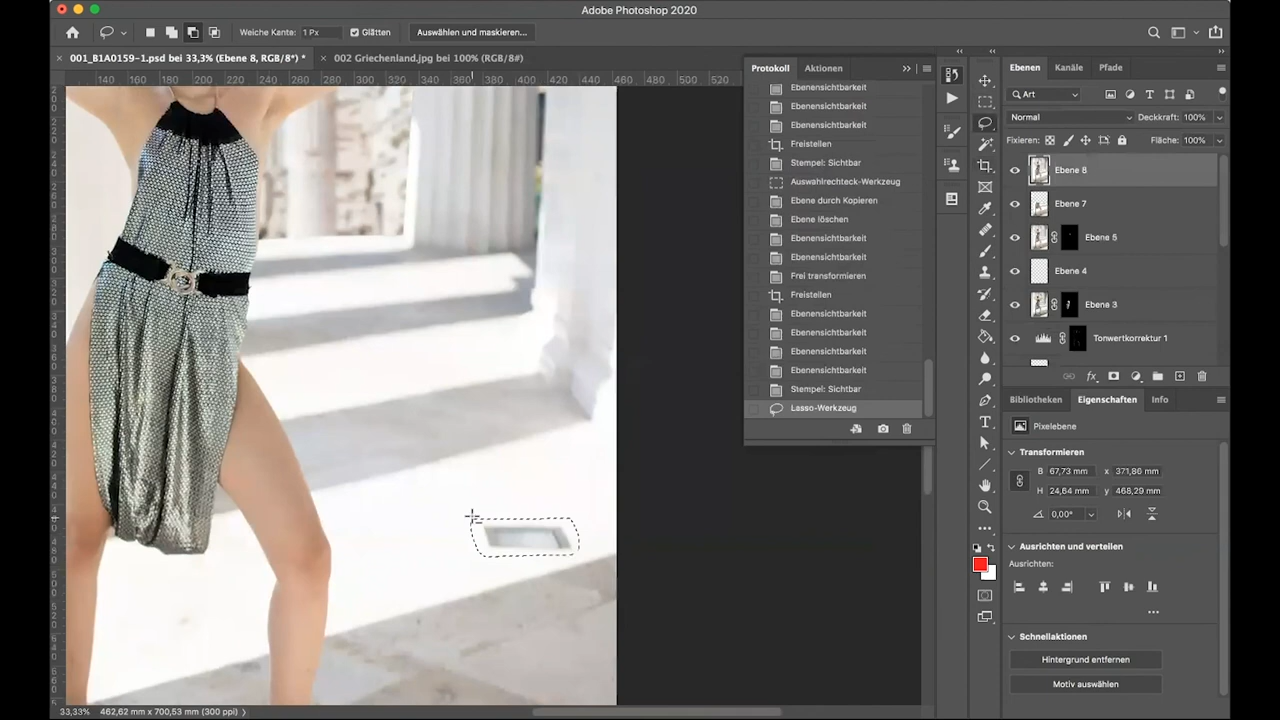 Adobe Photoshop 2020
Weiche Kante: 1 Px Glätten Auswählen und maskieren...
001_B1A0159-1.psd bei 33,3% (Ebene 8, RGB/8*) * 002 Griechenland.jpg bei 100% (RGB/8#)
140 160 180 200 220 240 260 280 300 320 340 360 380 400 420 440 460 480 500 520
Protokoll Aktionen
Ebenensichtbarkeit
Ebenensichtbarkeit
Ebenensichtbarkeit
Freistellen
Stempel: Sichtbar
Auswahlrechteck-Werkzeug
Ebene durch Kopieren
Ebene löschen
Ebenensichtbarkeit
Ebenensichtbarkeit
Frei transformieren
Freistellen
Ebenensichtbarkeit
Ebenensichtbarkeit
Ebenensichtbarkeit
Ebenensichtbarkeit
Stempel: Sichtbar
Lasso-Werkzeug
Ebenen Kanäle Pfade
Art
Normal Deckkraft: 100%
Fixieren: Fläche: 100%
Ebene 8
Ebene 7
Ebene 5
Ebene 4
Ebene 3
Tonwertkorrektur 1
fx
Bibliotheken Eigenschaften Info
Pixelebene
Transformieren
B 67,73 mm x 371,86 mm
H 24,64 mm y 468,29 mm
0,00°
Ausrichten und verteilen
Ausrichten:
Schnellaktionen
Hintergrund entfernen
Motiv auswählen
33,33% 462,62 mm x 700,53 mm (300 ppi)